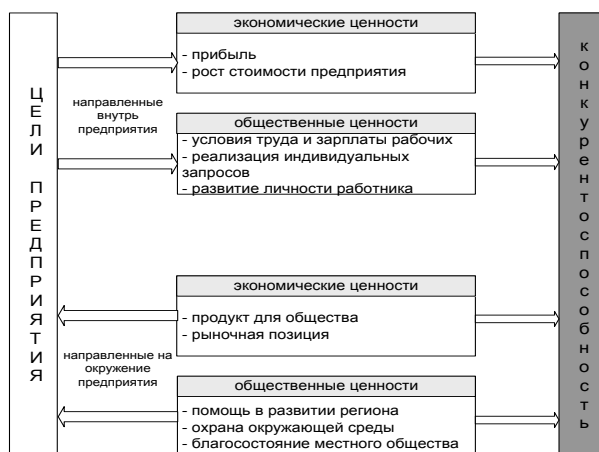 ЦЕЛИ ПРЕДПРИЯТИЯ
направленные
внутрь
предприятия
экономические ценности
- прибыль
- рост стоимости предприятия
общественные ценности
- условия труда и зарплаты рабочих
- реализация индивидуальных
запросов
- развитие личности работника
направленные на
окружение
предприятия
экономические ценности
- продукт для общества
- рыночная позиция
общественные ценности
- помощь в развитии региона
- охрана окружающей среды
- благосостояние местного общества
конкурентоспособность